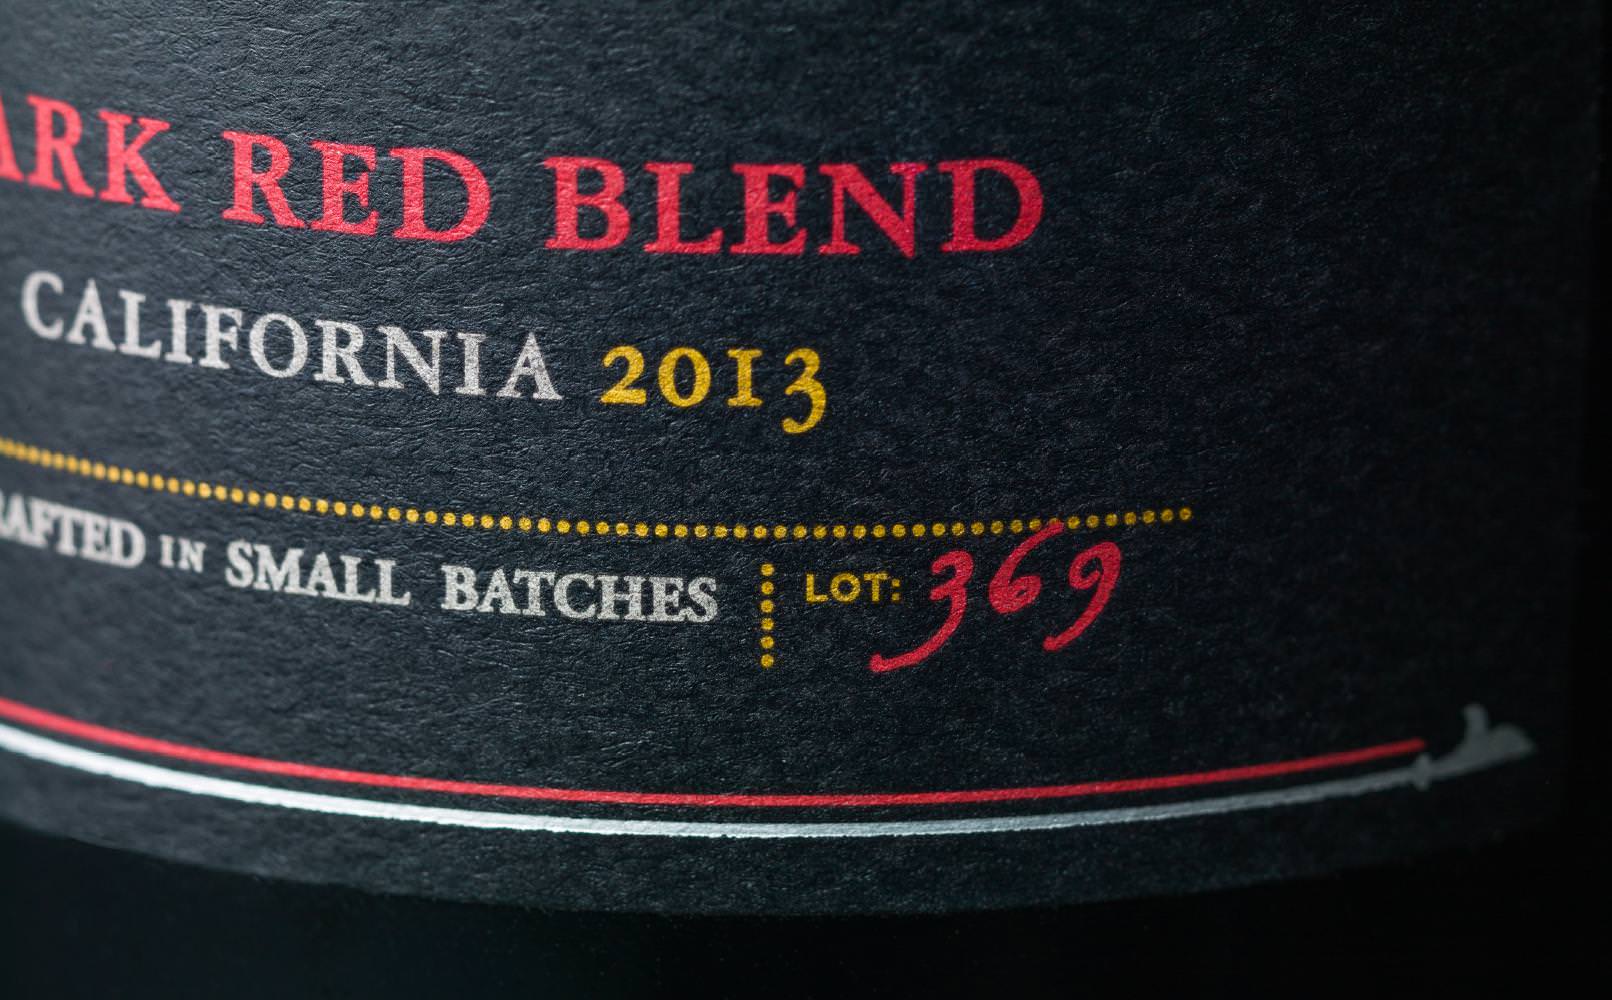 ARK RED BLEND
CALIFORNIA 2013
RAFTED IN SMALL BATCHES LOT: 369